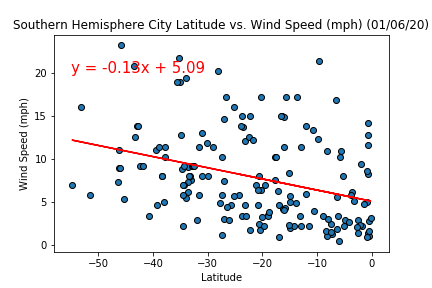 Southern Hemisphere City Latitude vs. Wind Speed (mph) (01/06/20)
y = -0.13x + 5.09
20
15
10
5
0
Wind Speed (mph)
−50 −40 −30 −20 −10 0
Latitude